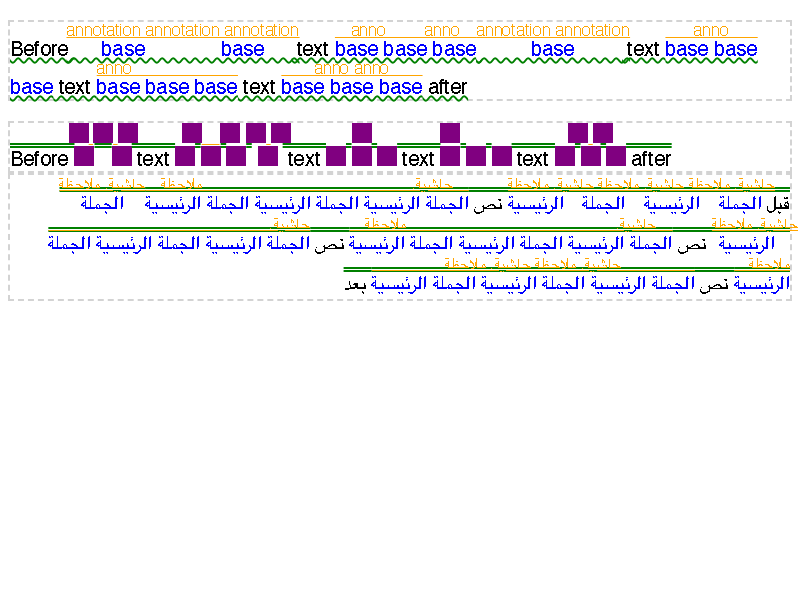 annotation annotation annotation anno anno annotation annotation anno
Before base base text base base base base text base base
anno anno anno
base text base base base text base base base after
Before text text text text after
حاشية ملاحظة حاشية ملاحظة حاشية ملاحظة حاشية ملاحظة حاشية ملاحظة
قبل الجملة الرئيسية الجملة الرئيسية نص الجملة الرئيسية الجملة الرئيسية الجملة الرئيسية الجملة
حاشية ملاحظة حاشية ملاحظة حاشية
الرئيسية نص الجملة الرئيسية الجملة الرئيسية الجملة الرئيسية نص الجملة الرئيسية الجملة الرئيسية الجملة
ملاحظة حاشية ملاحظة حاشية ملاحظة
الرئيسية نص الجملة الرئيسية الجملة الرئيسية الجملة الرئيسية بعد